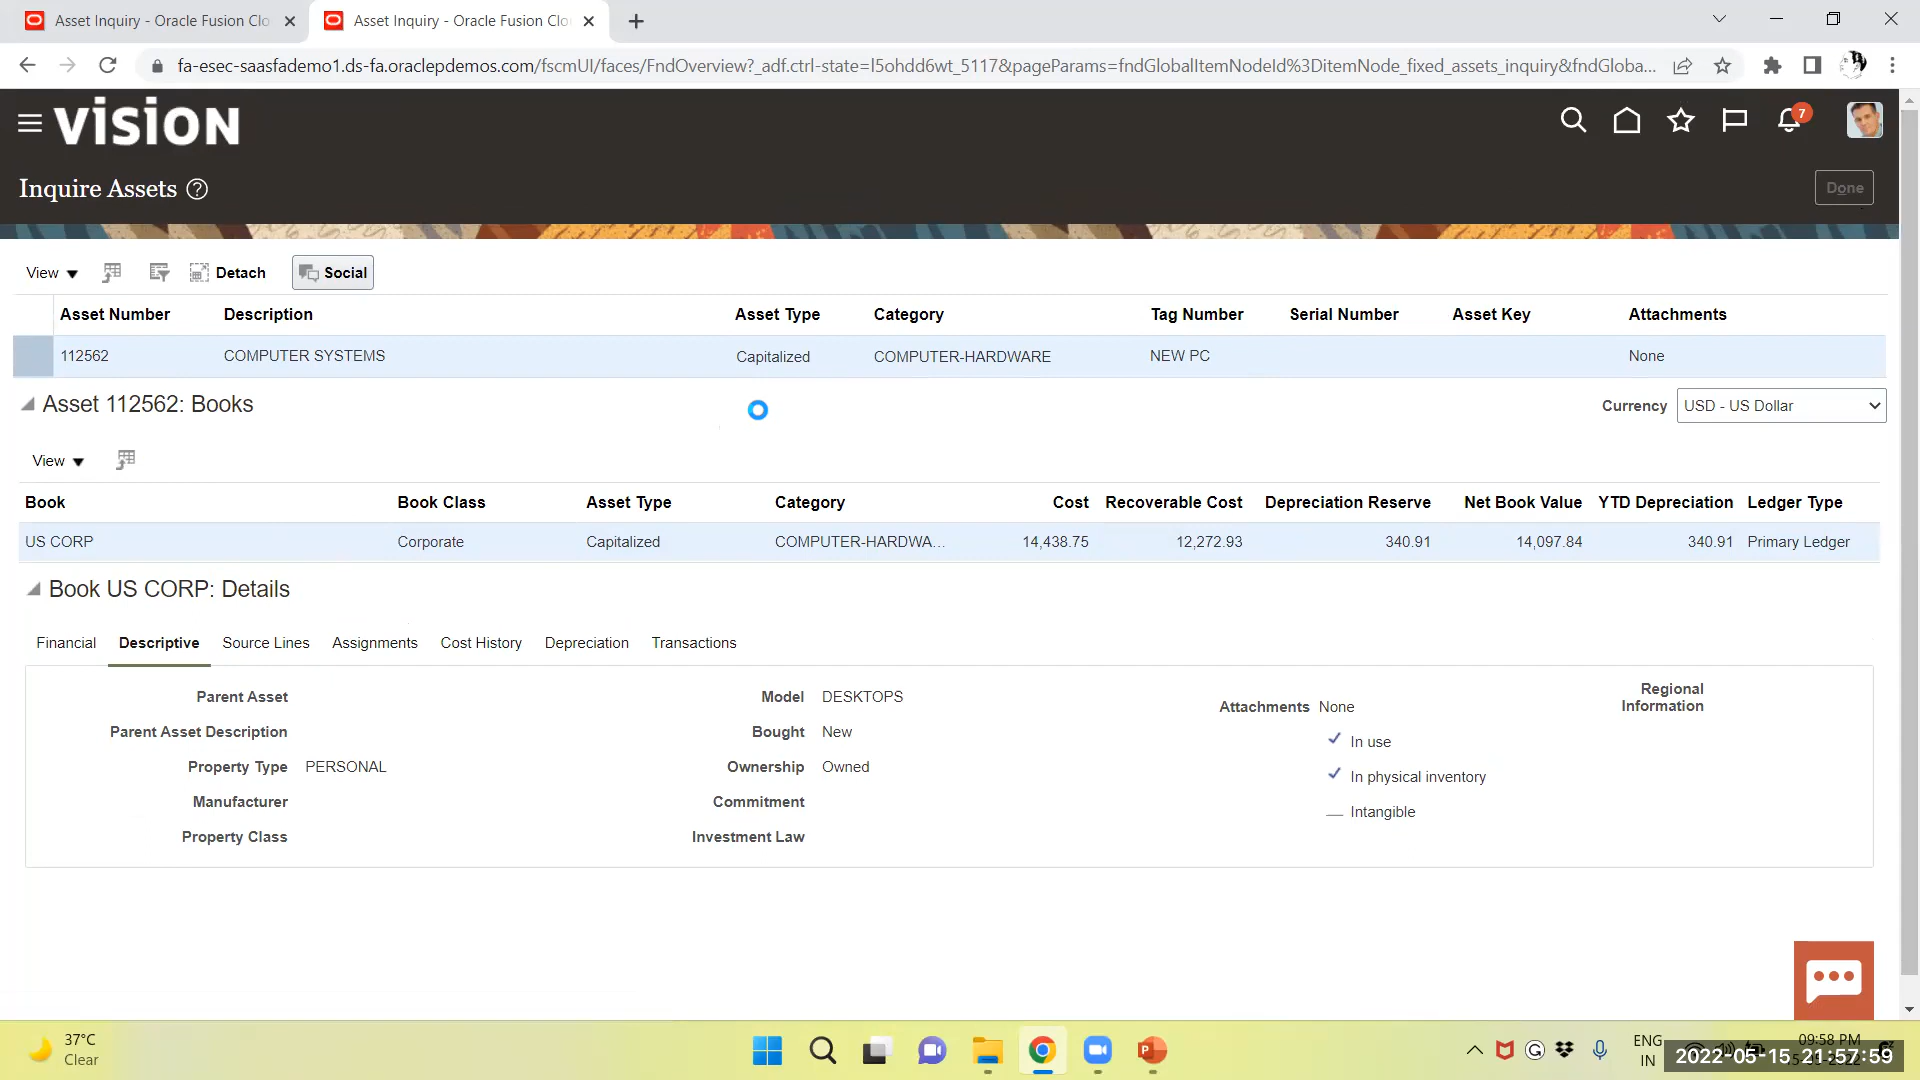 Asset Inquiry - Oracle Fusion Clo
Asset Inquiry - Oracle Fusion Clo
fa-esec-saasfademo1.ds-fa.oraclepdemos.com/fscmUI/faces/FndOverview?_adf.ctrl-state=l5ohdd6wt_5117&pageParams=fndGlobalItemNodeId%3DitemNode_fixed_assets_inquiry&fndGloba...
vision
7
Inquire Assets ?
Done
View Detach Social
Asset Number Description Asset Type Category Tag Number Serial Number Asset Key Attachments
112562 COMPUTER SYSTEMS Capitalized COMPUTER-HARDWARE NEW PC None
Asset 112562: Books
Currency USD - US Dollar
View
Book Book Class Asset Type Category Cost Recoverable Cost Depreciation Reserve Net Book Value YTD Depreciation Ledger Type
US CORP Corporate Capitalized COMPUTER-HARDWA... 14,438.75 12,272.93 340.91 14,097.84 340.91 Primary Ledger
Book US CORP: Details
Financial Descriptive Source Lines Assignments Cost History Depreciation Transactions
Parent Asset
Parent Asset Description
Property Type PERSONAL
Manufacturer
Property Class
Model DESKTOPS
Bought New
Ownership Owned
Commitment
Investment Law
Attachments None
In use
In physical inventory
Intangible
Regional
Information
37°C
Clear
ENG
IN
09:58 PM
2022-05-15 21:57:59